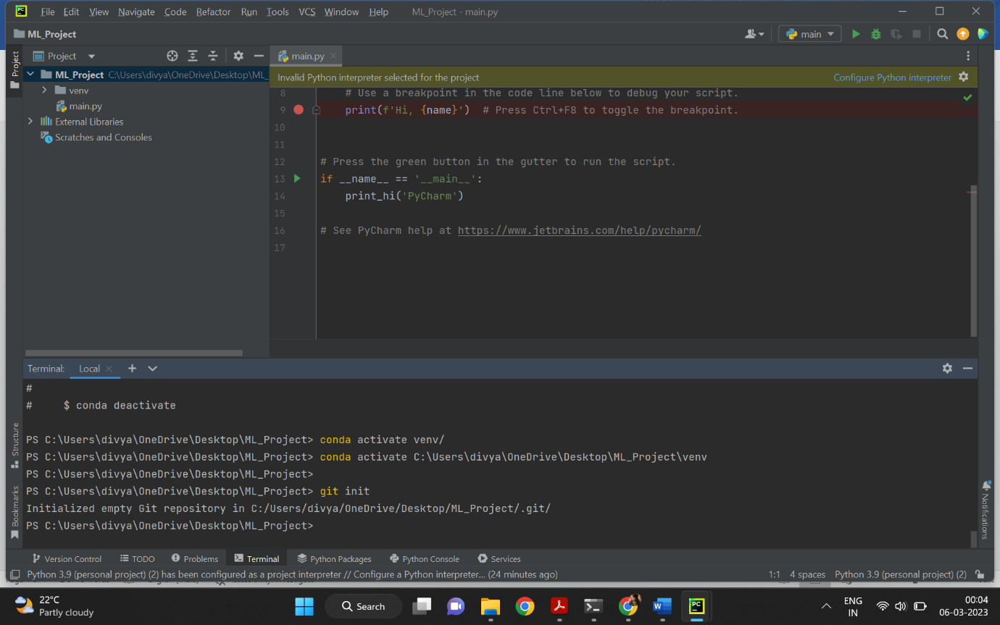 PC File Edit View Navigate Code Refactor Run Tools VCS Window Help ML_Project - main.py
ML_Project main
Project Project main.py
ML_Project C:\Users\divya\OneDrive\Desktop\ML_
venv
main.py
External Libraries
Scratches and Consoles
Invalid Python interpreter selected for the project Configure Python interpreter
8 # Use a breakpoint in the code line below to debug your script.
9 print(f'Hi, {name}') # Press Ctrl+F8 to toggle the breakpoint.
10
11
12 # Press the green button in the gutter to run the script.
13 if __name__ == '__main__':
14 print_hi('PyCharm')
15
16 # See PyCharm help at https://www.jetbrains.com/help/pycharm/
17
Terminal: Local
#
# $ conda deactivate
PS C:\Users\divya\OneDrive\Desktop\ML_Project> conda activate venv/
PS C:\Users\divya\OneDrive\Desktop\ML_Project> conda activate C:\Users\divya\OneDrive\Desktop\ML_Project\venv
PS C:\Users\divya\OneDrive\Desktop\ML_Project>
PS C:\Users\divya\OneDrive\Desktop\ML_Project> git init
Initialized empty Git repository in C:/Users/divya/OneDrive/Desktop/ML_Project/.git/
PS C:\Users\divya\OneDrive\Desktop\ML_Project>
Structure
Bookmarks
Notifications
Version Control TODO Problems Terminal Python Packages Python Console Services
Python 3.9 (personal project) (2) has been configured as a project interpreter // Configure a Python interpreter... (24 minutes ago) 1:1 4 spaces Python 3.9 (personal project) (2)
22°C
Partly cloudy
Search
PC
ENG
IN
00:04
06-03-2023